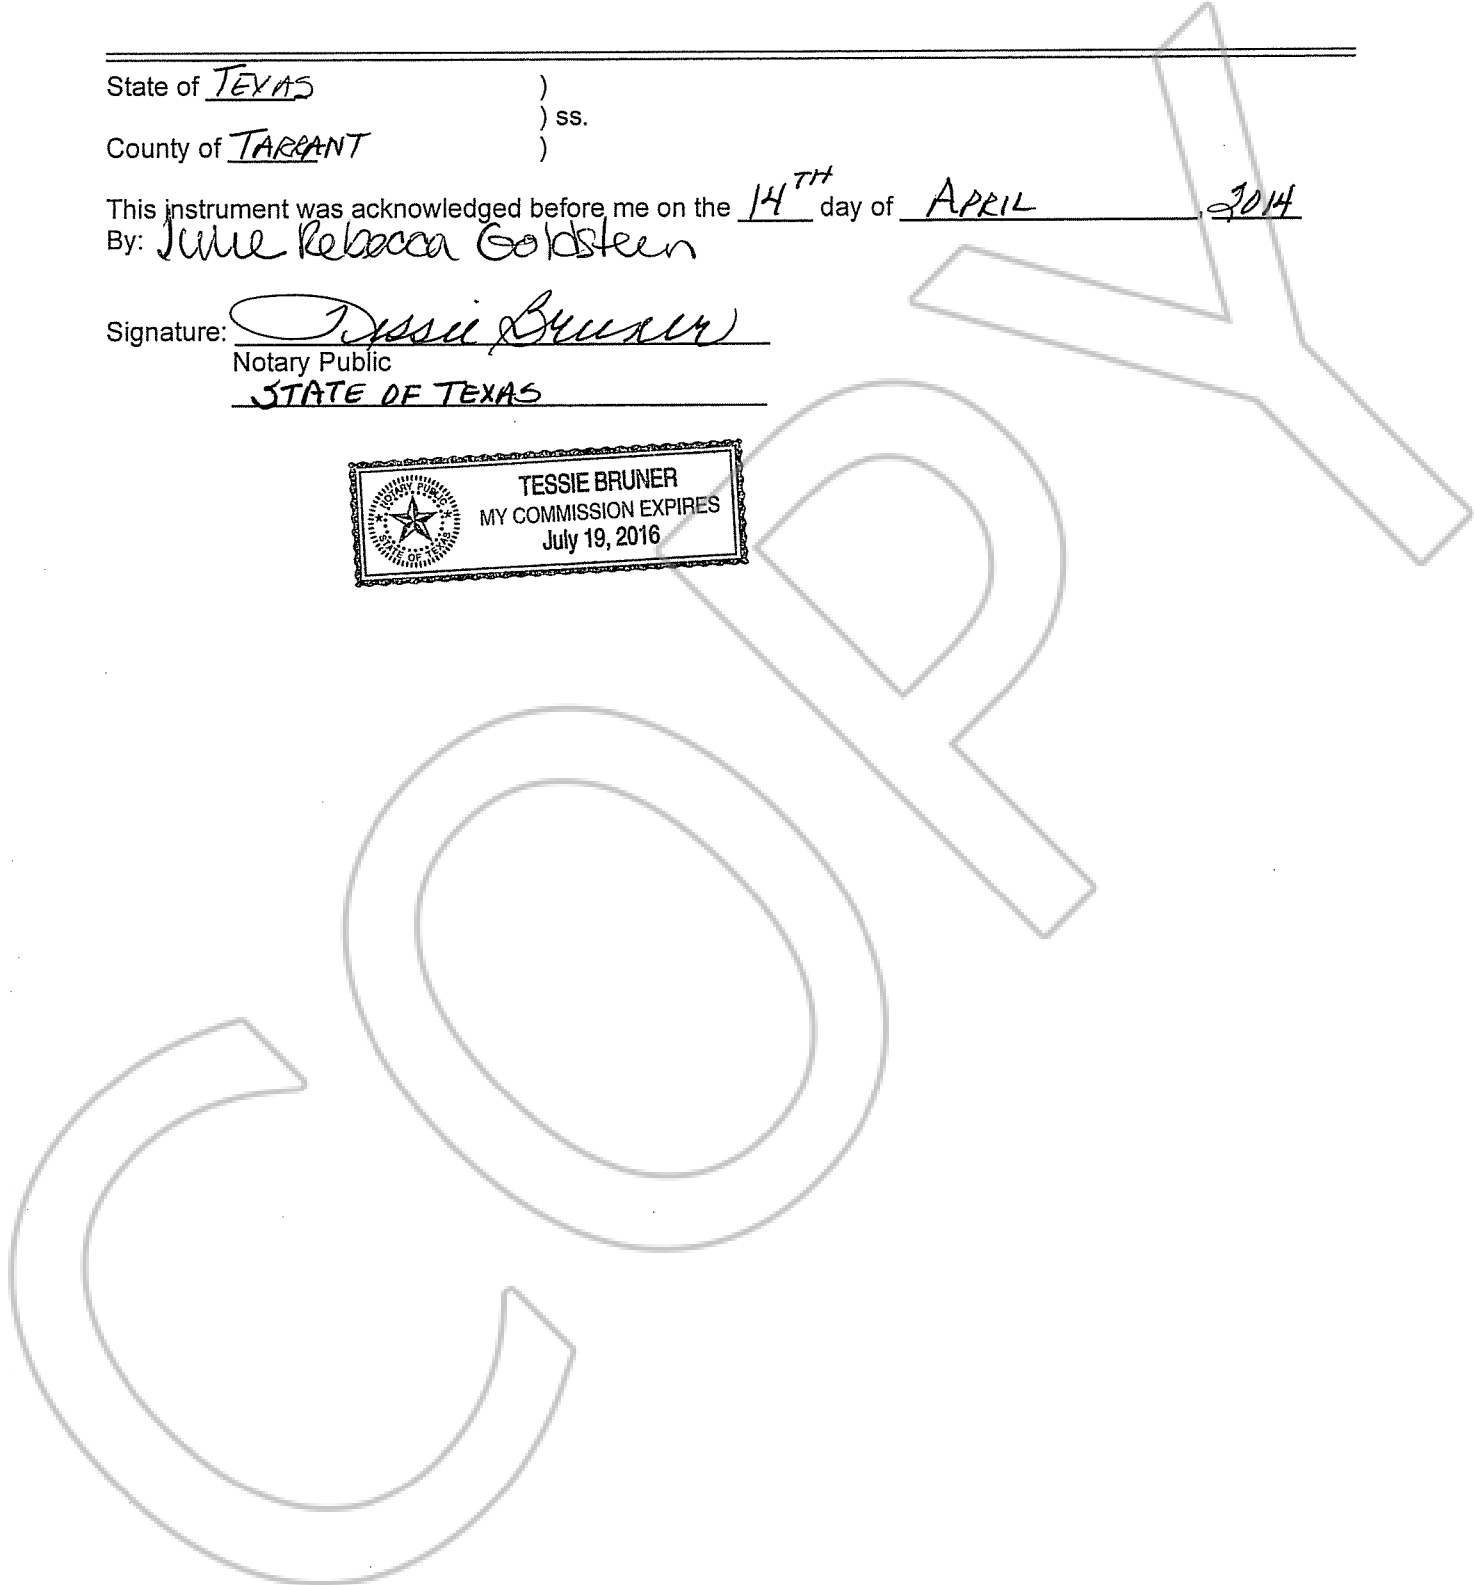 State of TEXAS )
) ss.
County of TARRANT )
This instrument was acknowledged before me on the 14TH day of APRIL, 2014
By: Julie Rebecca Goldsteen
Signature: Tessie Bruner
Notary Public
STATE OF TEXAS
NOTARY PUBLIC
STATE OF TEXAS
TESSIE BRUNER
MY COMMISSION EXPIRES
July 19, 2016
COPY